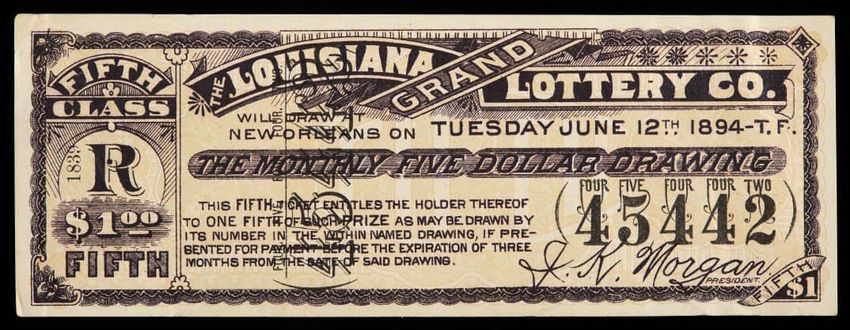 FIFTH
CLASS
1839
R
$1.00
FIFTH
THE LOUISIANA
GRAND
LOTTERY CO.
WILL DRAW AT
NEW ORLEANS ON TUESDAY JUNE 12TH 1894-T.F.
THE MONTHLY FIVE DOLLAR DRAWING
THIS FIFTH TICKET ENTITLES THE HOLDER THEREOF
TO ONE FIFTH OF SUCH PRIZE AS MAY BE DRAWN BY
ITS NUMBER IN THE WITHIN NAMED DRAWING, IF PRE-
SENTED FOR PAYMENT BEFORE THE EXPIRATION OF THREE
MONTHS FROM THE DATE OF SAID DRAWING.
FOUR FIVE FOUR FOUR TWO
45442
J. K. Morgan
PRESIDENT.
FIFTH
$1